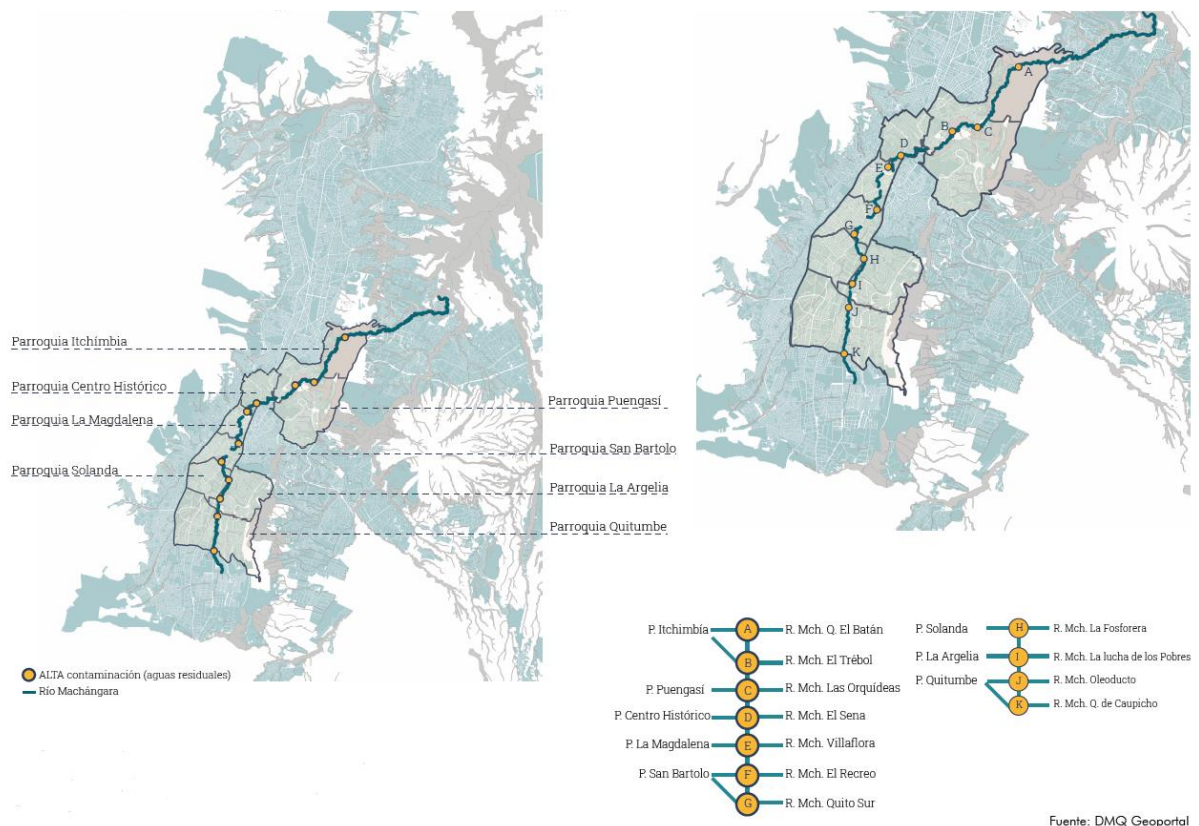 Parroquia Itchimbia
Parroquia Centro Histórico
Parroquia La Magdalena
Parroquia Solanda
Parroquia Puengasí
Parroquia San Bartolo
Parroquia La Argelia
Parroquia Quitumbe
ALTA contaminación (aguas residuales)
Río Machángara
A
B
C
D
E
F
G
H
I
J
K
P. Itchimbía
A
R. Mch. Q. El Batán
B
R. Mch. El Trébol
P. Puengasí
C
R. Mch. Las Orquídeas
P. Centro Histórico
D
R. Mch. El Sena
P. La Magdalena
E
R. Mch. Villaflora
P. San Bartolo
F
R. Mch. El Recreo
G
R. Mch. Quito Sur
P. Solanda
H
R. Mch. La Fosforera
P. La Argelia
I
R. Mch. La lucha de los Pobres
P. Quitumbe
J
R. Mch. Oleoducto
K
R. Mch. Q. de Caupicho
Fuente: DMQ Geoportal